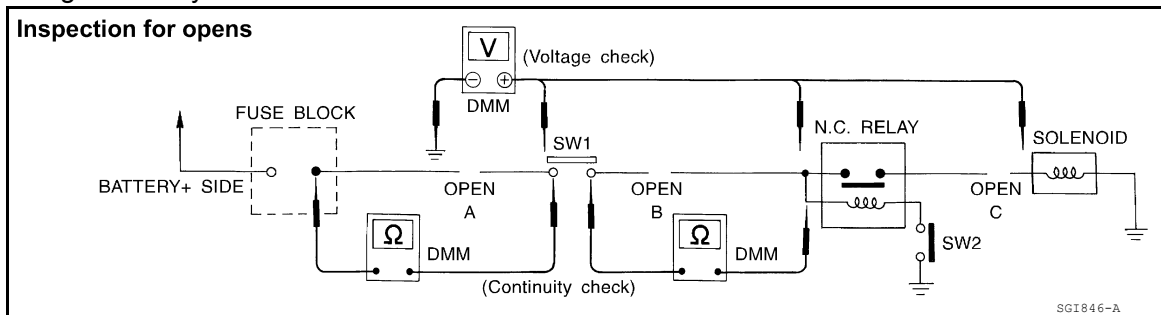 Inspection for opens
V
(Voltage check)
DMM
FUSE BLOCK
SW1
N.C. RELAY
SOLENOID
BATTERY+ SIDE
OPEN
A
OPEN
B
OPEN
C
Ω
DMM
Ω
DMM
SW2
(Continuity check)
SGI846-A